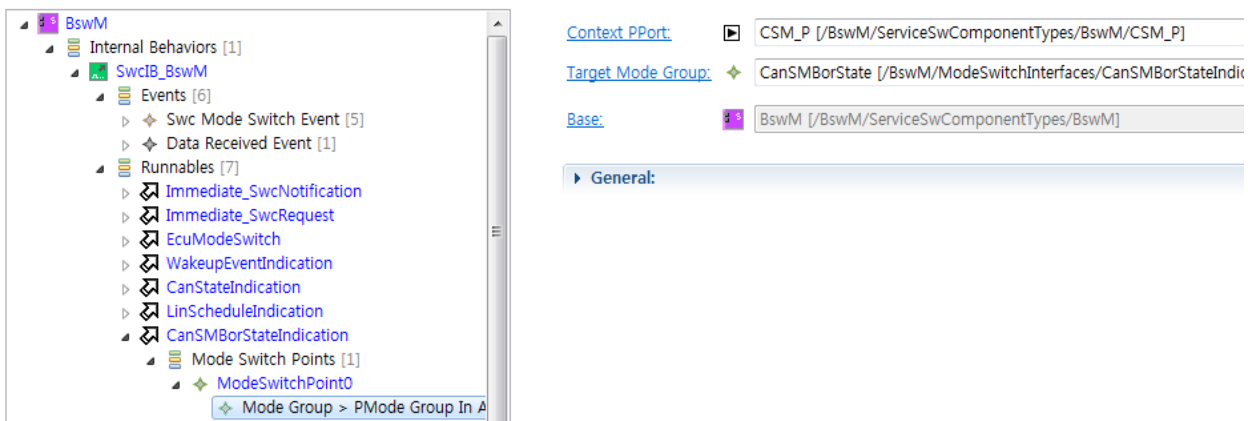 BswM
Internal Behaviors [1]
SwcIB_BswM
Events [6]
Swc Mode Switch Event [5]
Data Received Event [1]
Runnables [7]
Immediate_SwcNotification
Immediate_SwcRequest
EcuModeSwitch
WakeupEventIndication
CanStateIndication
LinScheduleIndication
CanSMBorStateIndication
Mode Switch Points [1]
ModeSwitchPoint0
Mode Group > PMode Group In A
Context PPort: CSM_P [/BswM/ServiceSwComponentTypes/BswM/CSM_P]
Target Mode Group: CanSMBorState [/BswM/ModeSwitchInterfaces/CanSMBorStateIndic
Base: BswM [/BswM/ServiceSwComponentTypes/BswM]
General: